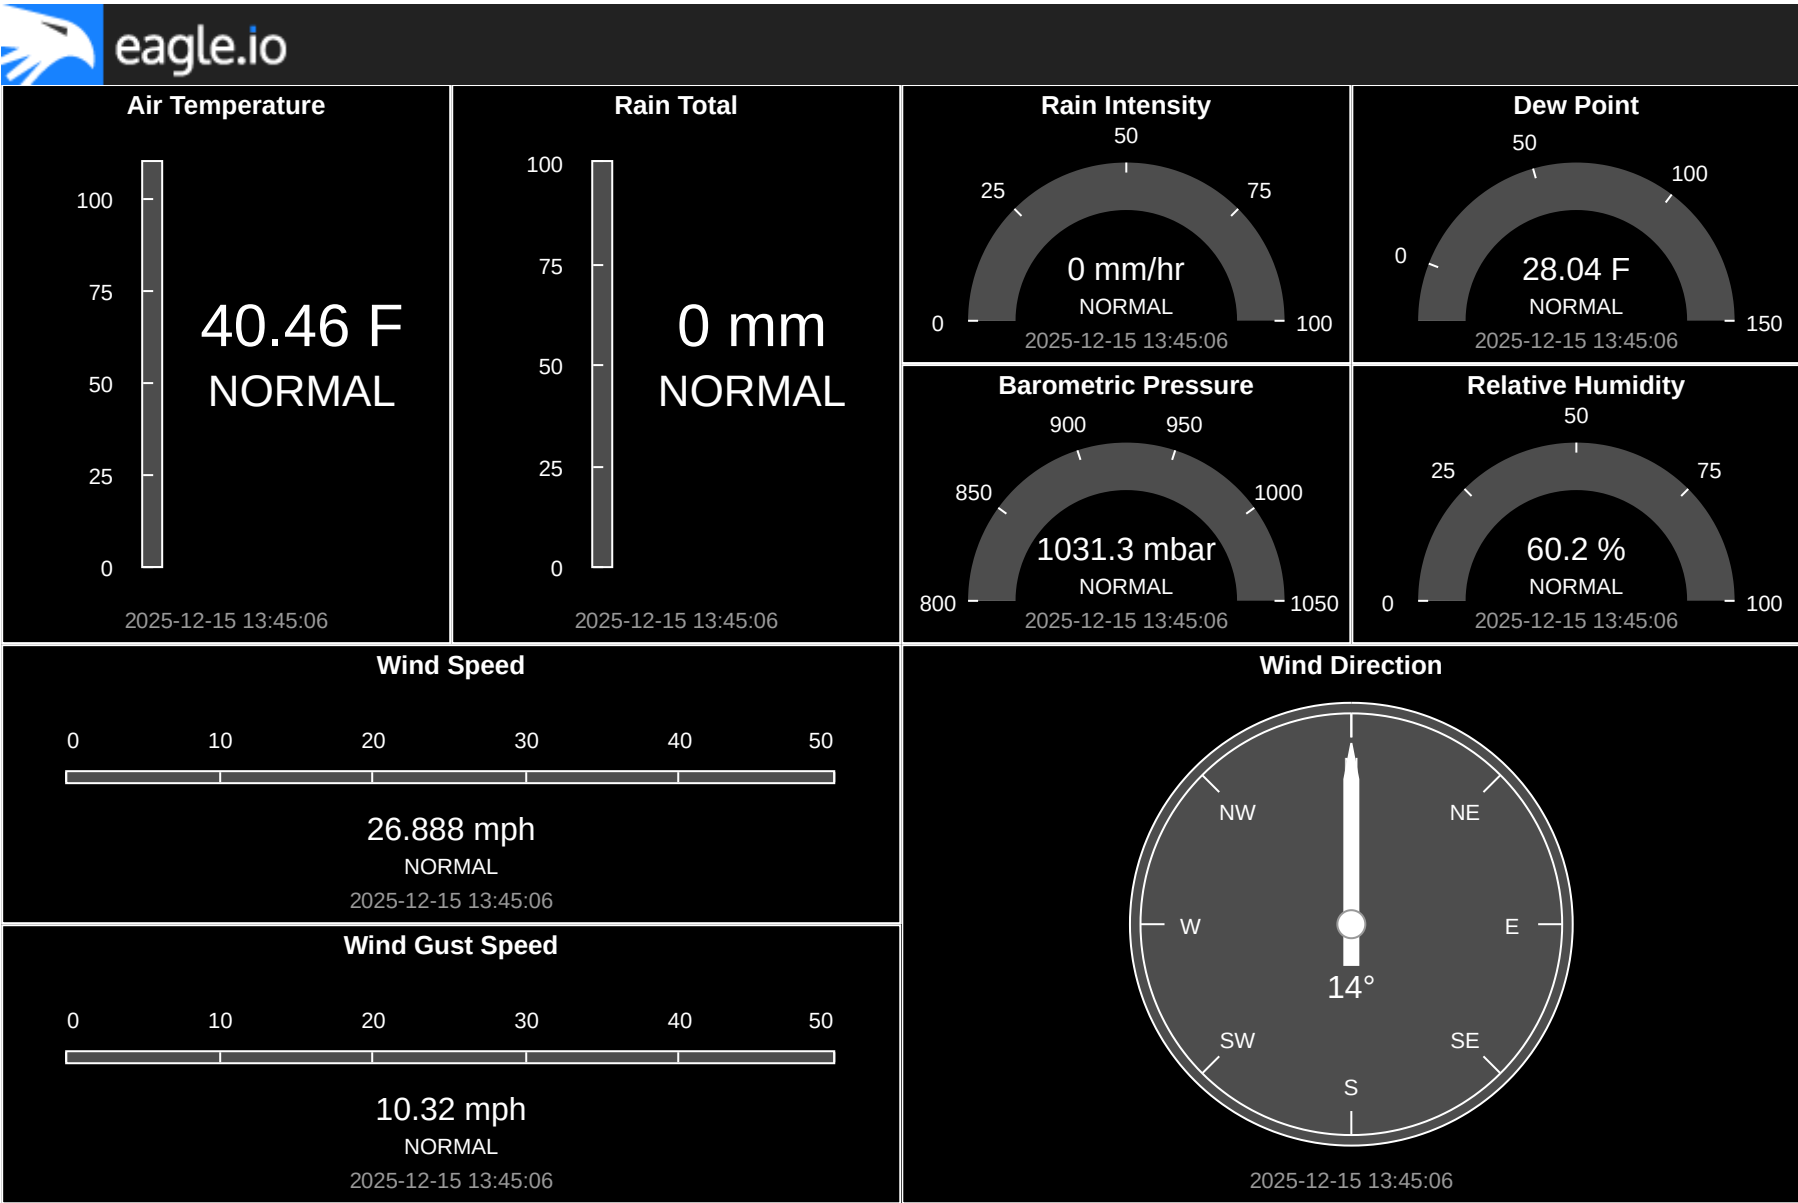 eagle.io
Air Temperature
100
75
50
25
0
40.46 F
NORMAL
2025-12-15 13:45:06
Rain Total
100
75
50
25
0
0 mm
NORMAL
2025-12-15 13:45:06
Rain Intensity
50
25
75
0
100
0 mm/hr
NORMAL
2025-12-15 13:45:06
Dew Point
50
100
0
150
28.04 F
NORMAL
2025-12-15 13:45:06
Barometric Pressure
900
950
850
1000
800
1050
1031.3 mbar
NORMAL
2025-12-15 13:45:06
Relative Humidity
50
25
75
0
100
60.2 %
NORMAL
2025-12-15 13:45:06
Wind Speed
0 10 20 30 40 50
26.888 mph
NORMAL
2025-12-15 13:45:06
Wind Gust Speed
0 10 20 30 40 50
10.32 mph
NORMAL
2025-12-15 13:45:06
Wind Direction
NW
NE
W
E
14°
SW
SE
S
2025-12-15 13:45:06